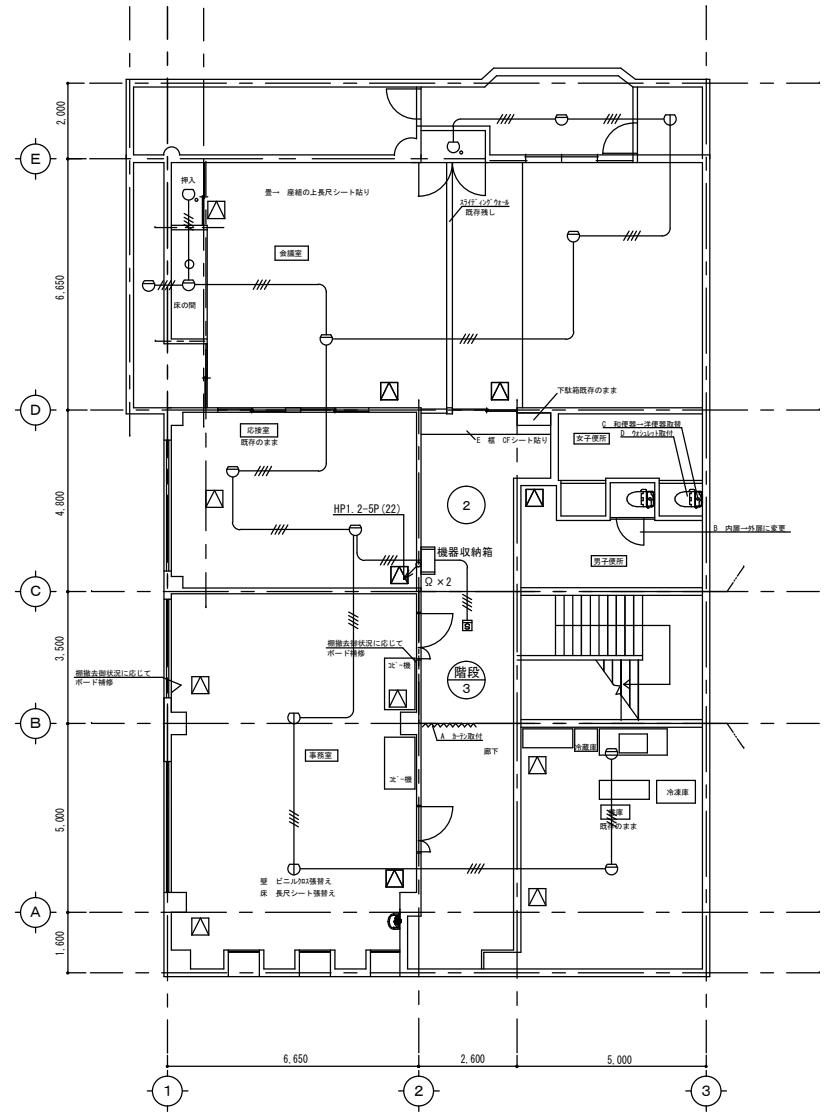 2,000
E
押入
畳→ 座組の上長尺シート貼り
ｽﾗｲﾃﾞｨﾝｸﾞｳｫｰﾙ
既存残し
会議室
6,650
床の間
下駄箱既存のまま
D
応接室
既存のまま
E 框 CFシート貼り
C 和便器→洋便器取替
D ｳｫｼｭﾚｯﾄ取付
女子便所
4,800
HP1.2-5P(22)
2
機器収納箱
Ω×2
B 内扉→外扉に変更
男子便所
C
3,500
棚撤去御状況に応じて
ボード補修
棚撤去御状況に応じて
ボード補修
ｺﾋﾟｰ機
S
階段
3
B
A ｶｰﾃﾝ取付
廊下
事務室
ｺﾋﾟｰ機
冷蔵庫
冷凍庫
既存のまま
5,000
壁 ビニルｸﾛｽ張替え
床 長尺シート張替え
A
1,600
6,650
2,600
5,000
1
2
3